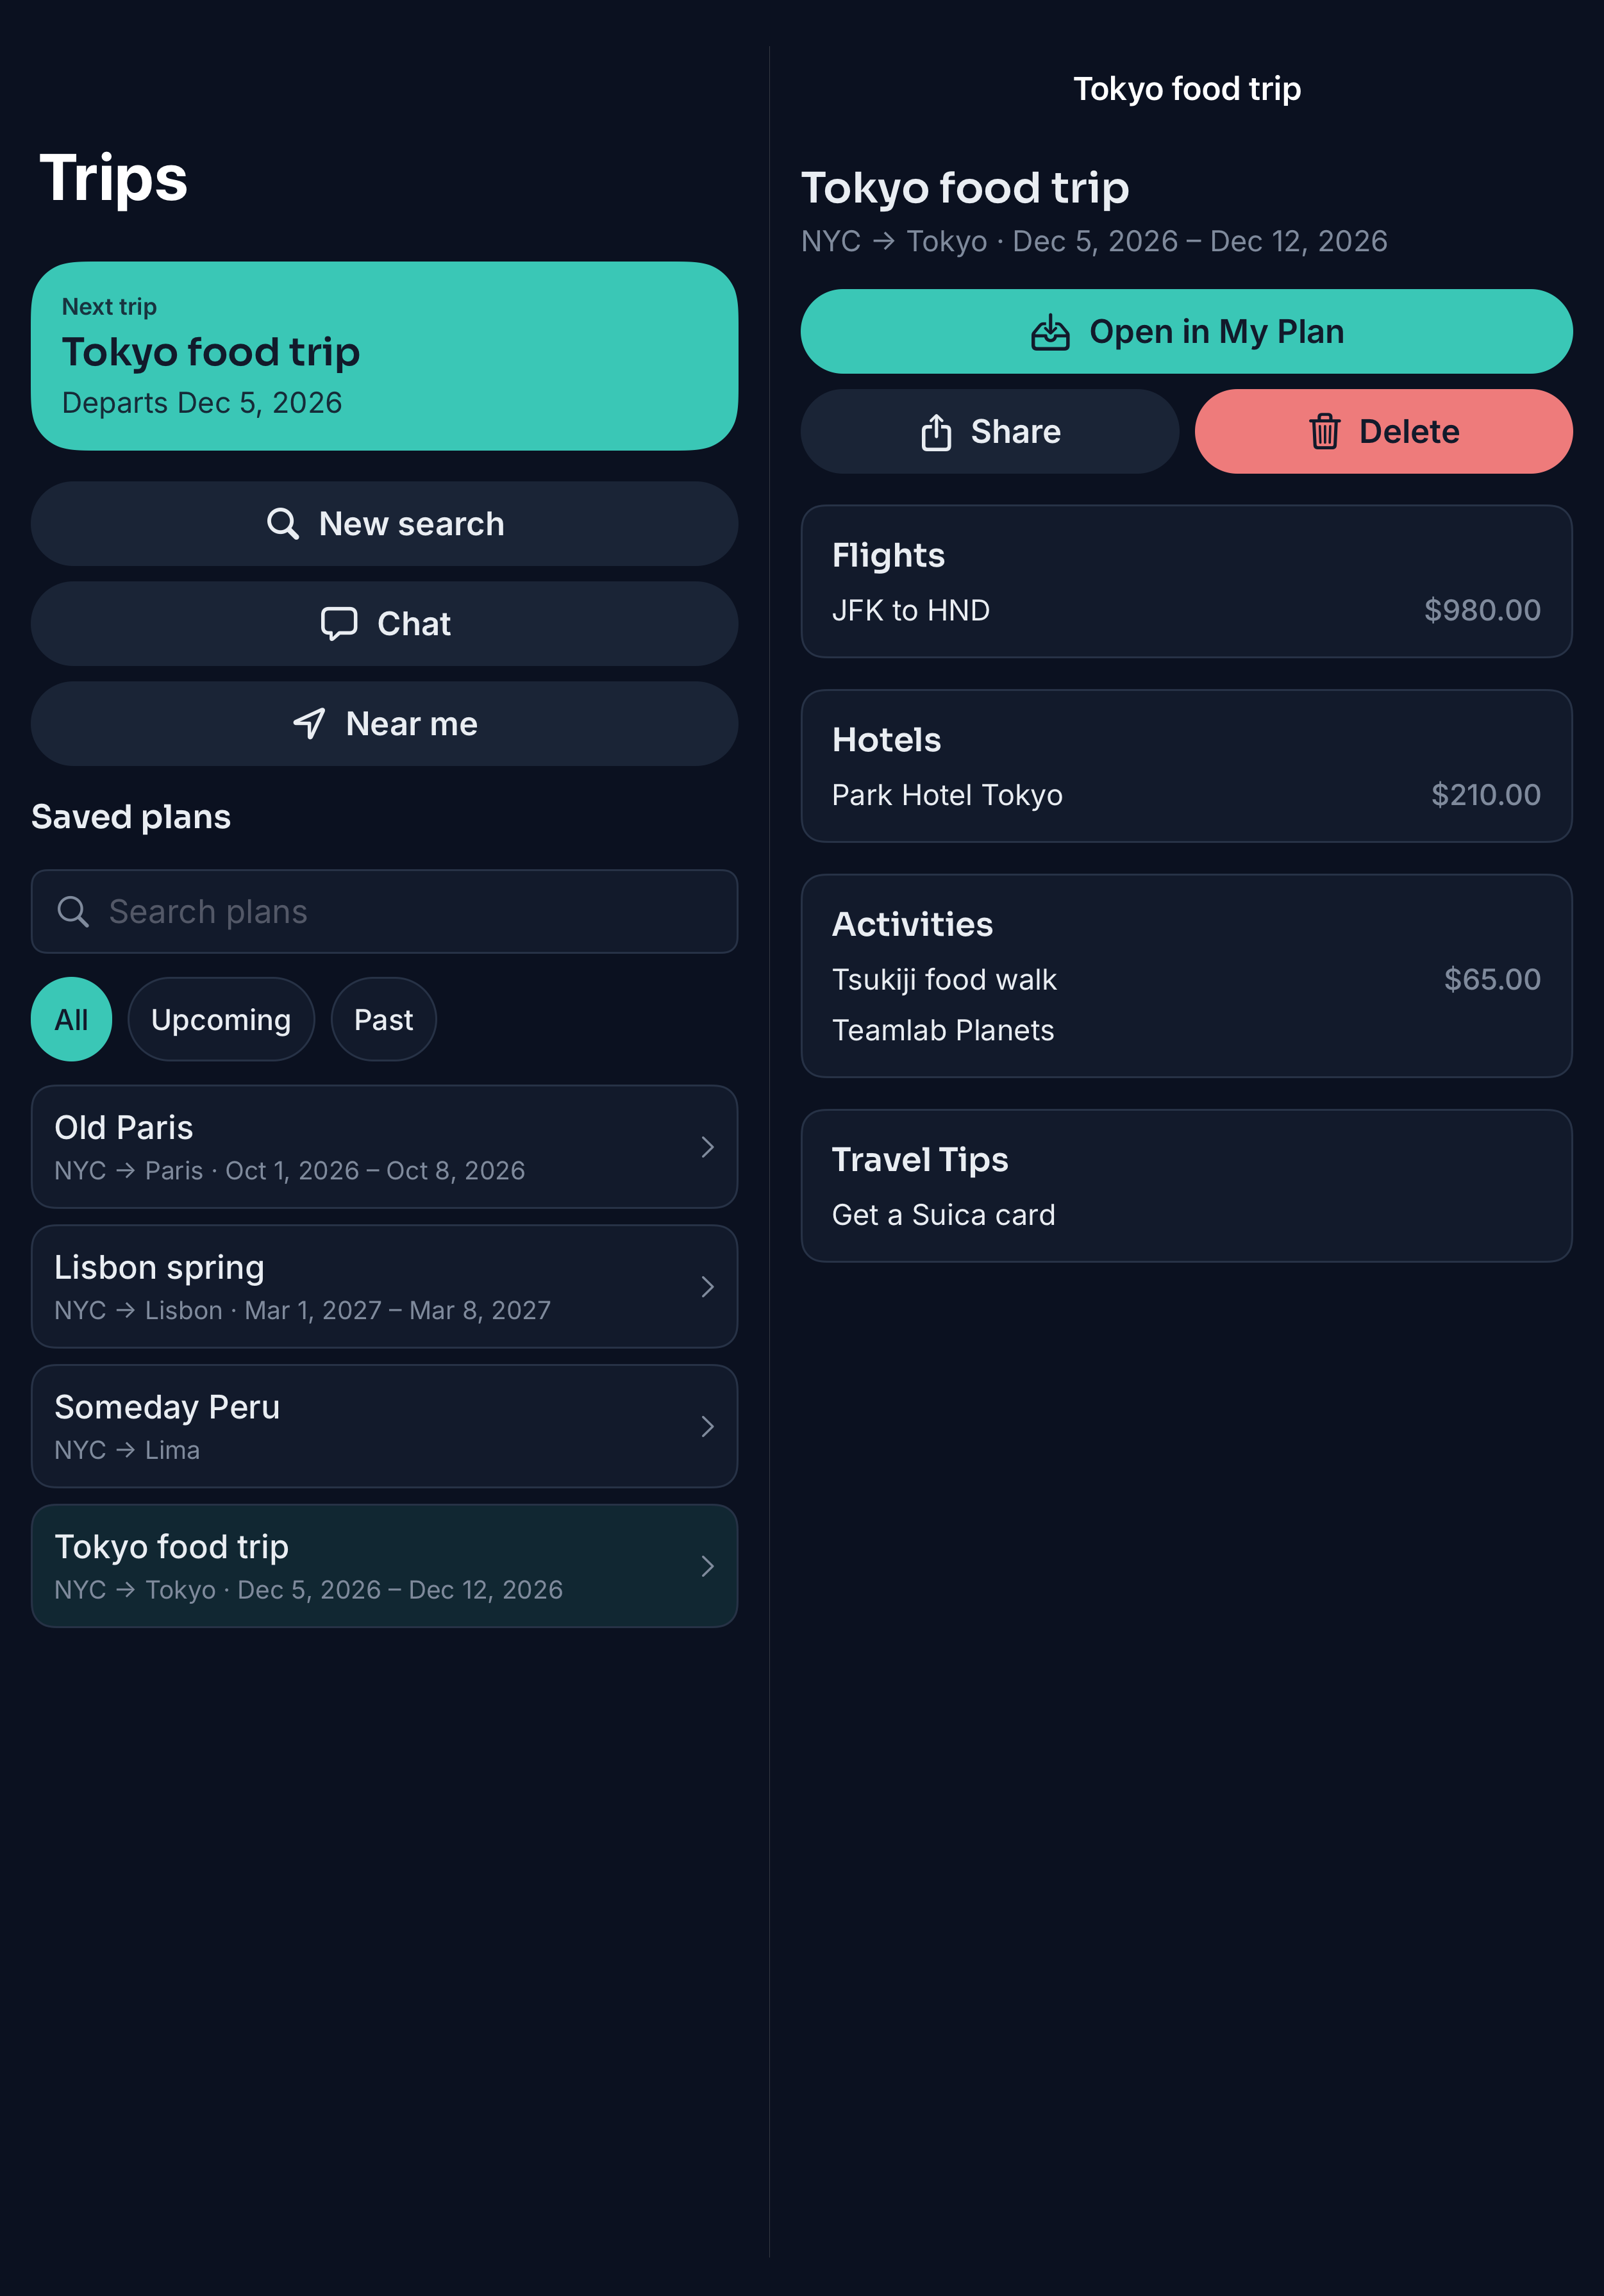 Trips
Next trip
Tokyo food trip
Departs Dec 5, 2026
New search
Chat
Near me
Saved plans
Search plans
All Upcoming Past
Old Paris
NYC → Paris · Oct 1, 2026 – Oct 8, 2026
Lisbon spring
NYC → Lisbon · Mar 1, 2027 – Mar 8, 2027
Someday Peru
NYC → Lima
Tokyo food trip
NYC → Tokyo · Dec 5, 2026 – Dec 12, 2026
Tokyo food trip
Tokyo food trip
NYC → Tokyo · Dec 5, 2026 – Dec 12, 2026
Open in My Plan
Share Delete
Flights
JFK to HND $980.00
Hotels
Park Hotel Tokyo $210.00
Activities
Tsukiji food walk $65.00
Teamlab Planets
Travel Tips
Get a Suica card